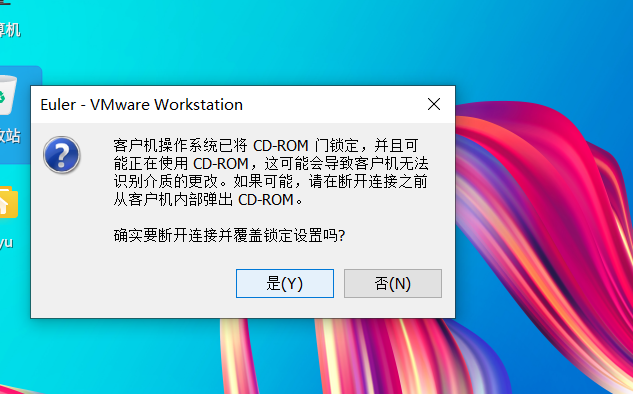 算机
Euler - VMware Workstation
收站
客户机操作系统已将 CD-ROM 门锁定，并且可
能正在使用 CD-ROM，这可能会导致客户机无法
识别介质的更改。如果可能，请在断开连接之前
从客户机内部弹出 CD-ROM。
yu
确实要断开连接并覆盖锁定设置吗?
是(Y)
否(N)